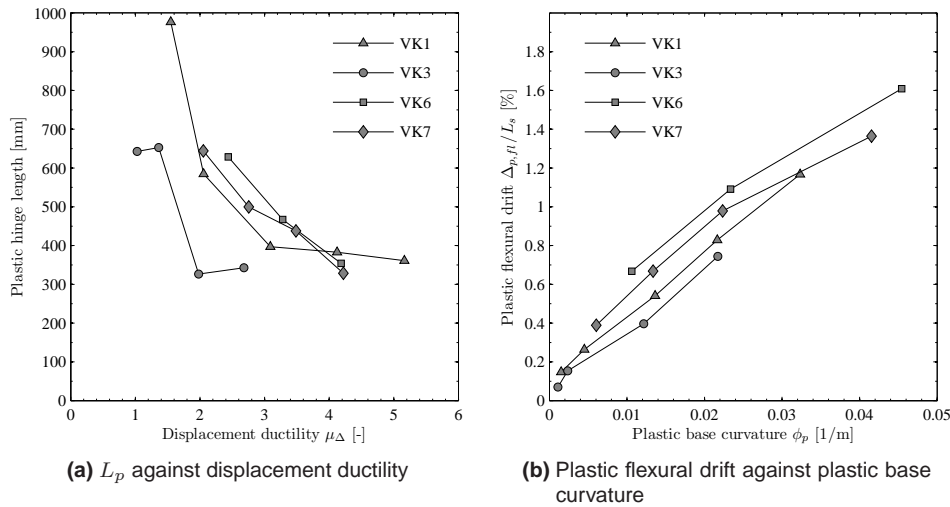 1000
900
800
700
600
500
400
300
200
100
0
Plastic hinge length [mm]
VK1
VK3
VK6
VK7
0 1 2 3 4 5 6
Displacement ductility μΔ [-]
(a) Lp against displacement ductility
1.8
1.6
1.4
1.2
1
0.8
0.6
0.4
0.2
0
Plastic flexural drift Δp,fl/Ls [%]
VK1
VK3
VK6
VK7
0 0.01 0.02 0.03 0.04 0.05
Plastic base curvature ϕp [1/m]
(b) Plastic flexural drift against plastic base
curvature